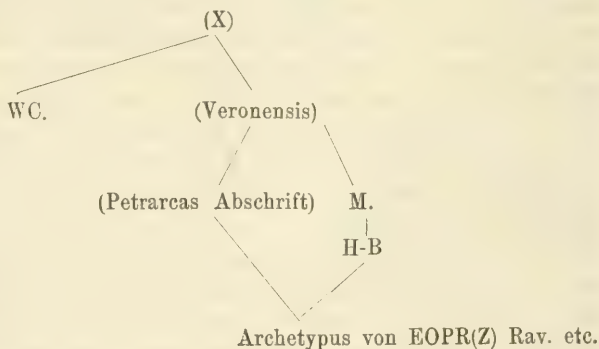 (X)
WC. (Veronensis)
(Petrarcas Abschrift) M.
H-B
Archetypus von EOPR(Z) Rav. etc.